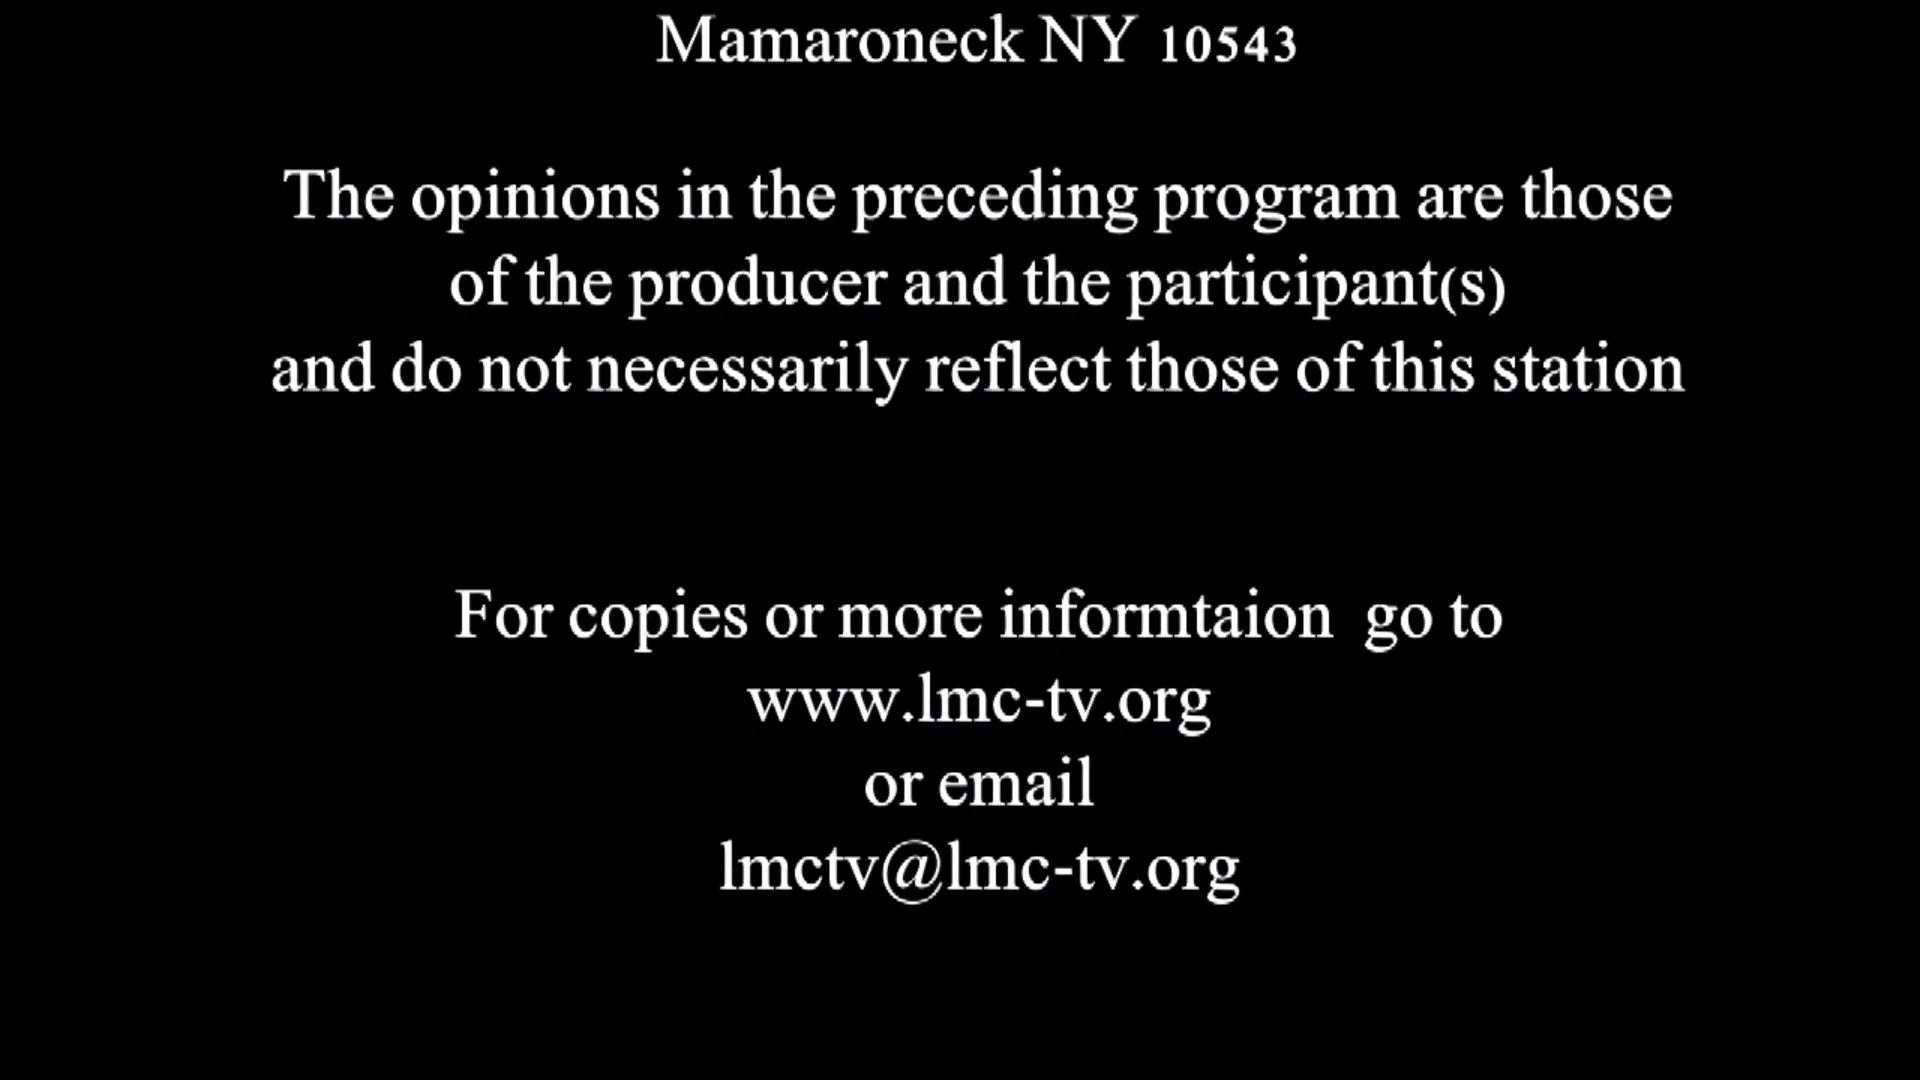 Mamaroneck NY 10543
The opinions in the preceding program are those
of the producer and the participant(s)
and do not necessarily reflect those of this station
For copies or more informtaion  go to
www.lmc-tv.org
or email
lmctv@lmc-tv.org